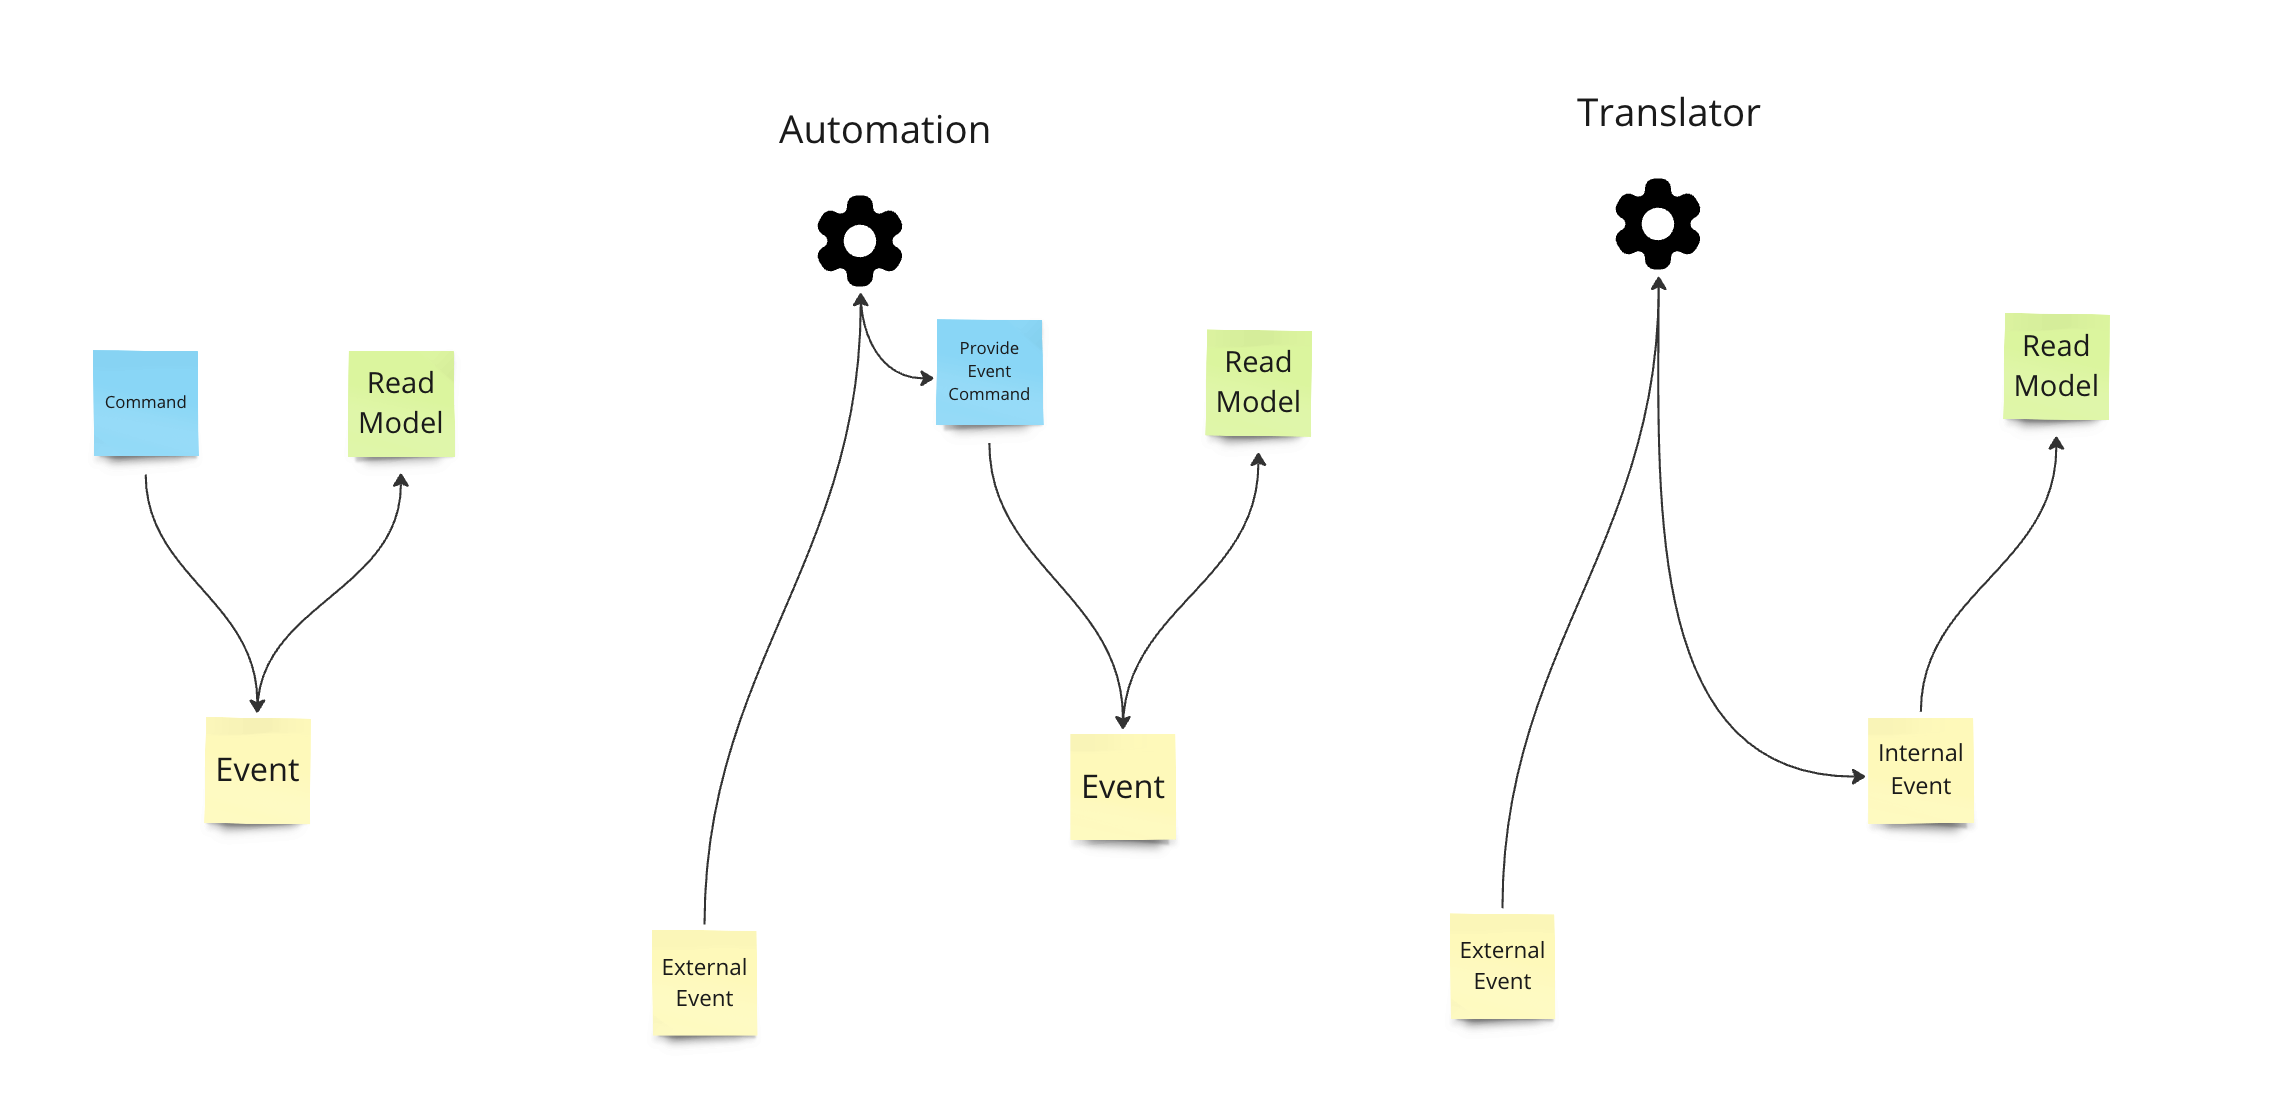 Command
Read
Model
Event
Automation
Provide
Event
Command
Read
Model
Event
External
Event
Translator
Read
Model
Internal
Event
External
Event